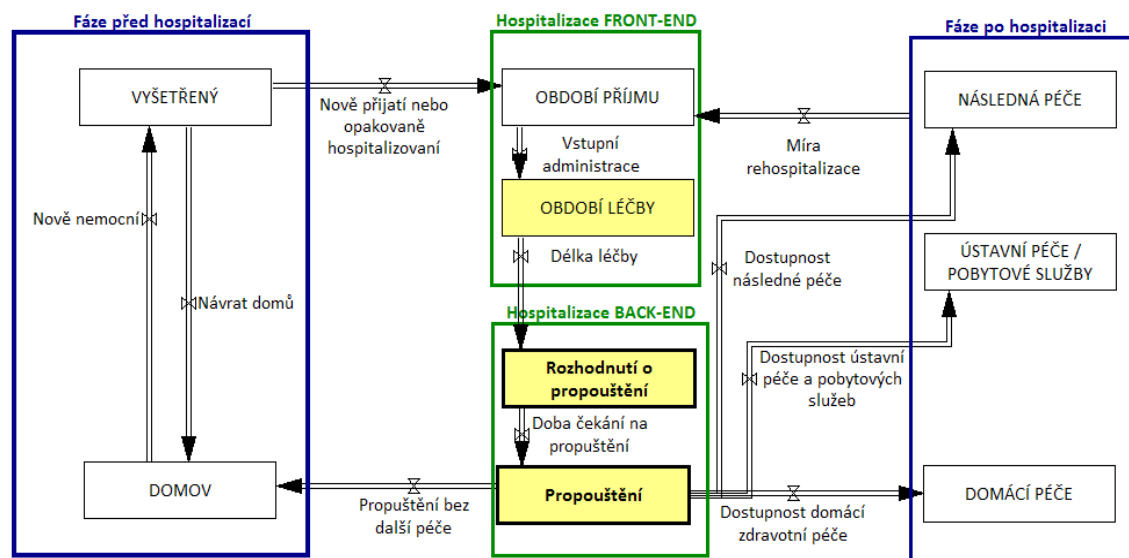 Fáze před hospitalizací
Hospitalizace FRONT-END
Fáze po hospitalizaci
VYŠETŘENÝ
Nově přijatí nebo
opakovaně
hospitalizovaní
OBDOBÍ PŘÍJMU
Míra
rehospitalizace
NÁSLEDNÁ PÉČE
Vstupní
administrace
OBDOBÍ LÉČBY
Nově nemocní
Délka léčby
Dostupnost
následné péče
ÚSTAVNÍ PÉČE /
POBYTOVÉ SLUŽBY
Návrat domů
Hospitalizace BACK-END
Rozhodnutí o
propouštění
Dostupnost ústavní
péče a pobytových
služeb
Doba čekání na
propuštění
DOMOV
Propuštění bez
další péče
Propouštění
Dostupnost domácí
zdravotní péče
DOMÁCÍ PÉČE